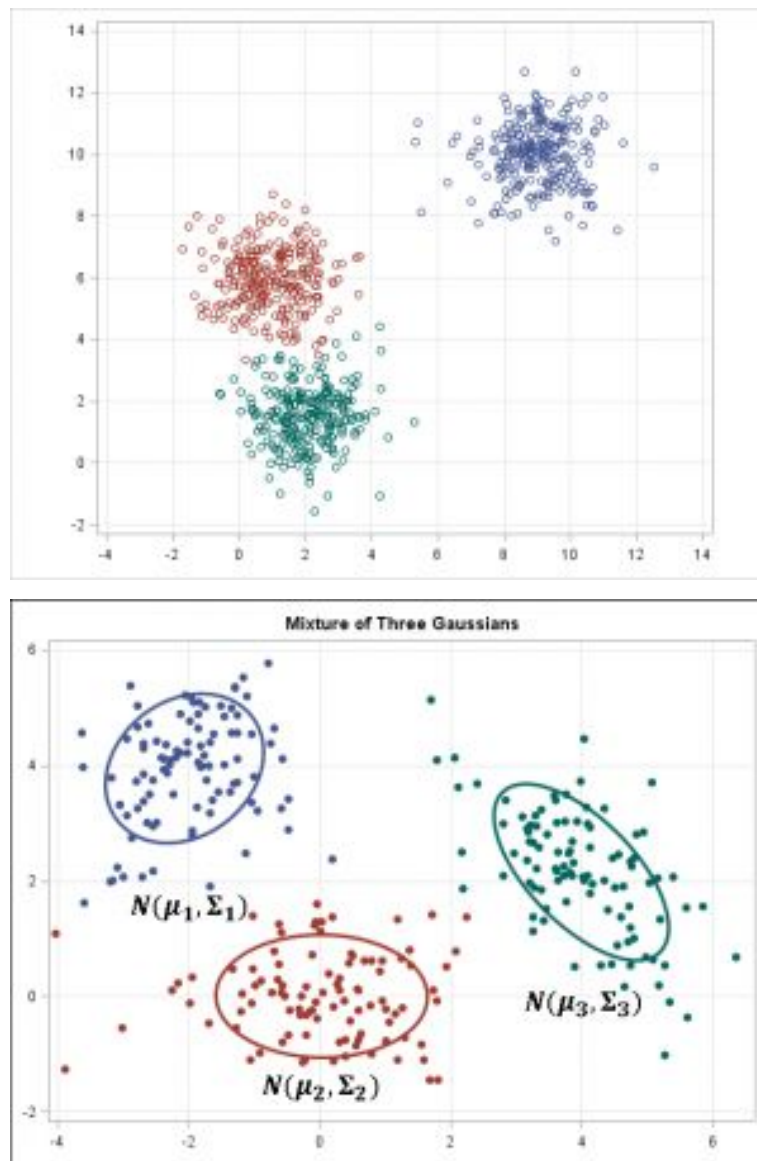 14
12
10
8
6
4
2
0
-2
-4 -2 0 2 4 6 8 10 12 14
Mixture of Three Gaussians
6
4
2
0
-2
N(μ₁, Σ₁)
N(μ₃, Σ₃)
N(μ₂, Σ₂)
-4 -2 0 2 4 6